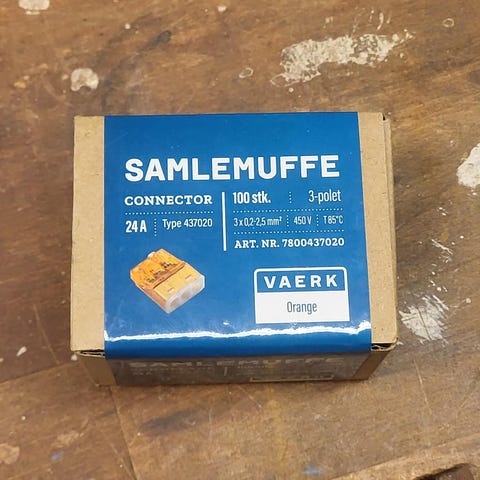 SAMLEMUFFE
CONNECTOR
24 A Type 437020
100 stk. 3-polet
3 x 0,2-2,5 mm² 450 V T 85°C
ART. NR. 7800437020
VAERK
Orange
SAMLEMUFFE